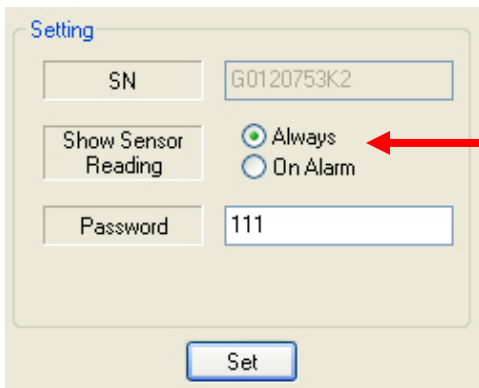 Setting
SN
G0120753K2
Show Sensor
Reading
Always
On Alarm
Password
111
Set